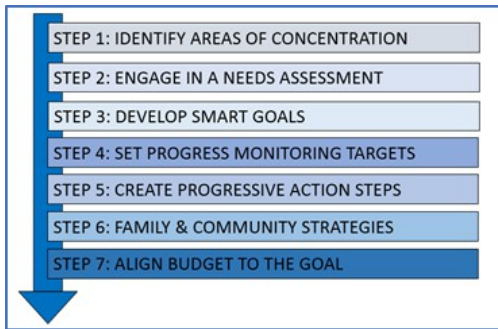 STEP 1: IDENTIFY AREAS OF CONCENTRATION
STEP 2: ENGAGE IN A NEEDS ASSESSMENT
STEP 3: DEVELOP SMART GOALS
STEP 4: SET PROGRESS MONITORING TARGETS
STEP 5: CREATE PROGRESSIVE ACTION STEPS
STEP 6: FAMILY & COMMUNITY STRATEGIES
STEP 7: ALIGN BUDGET TO THE GOAL